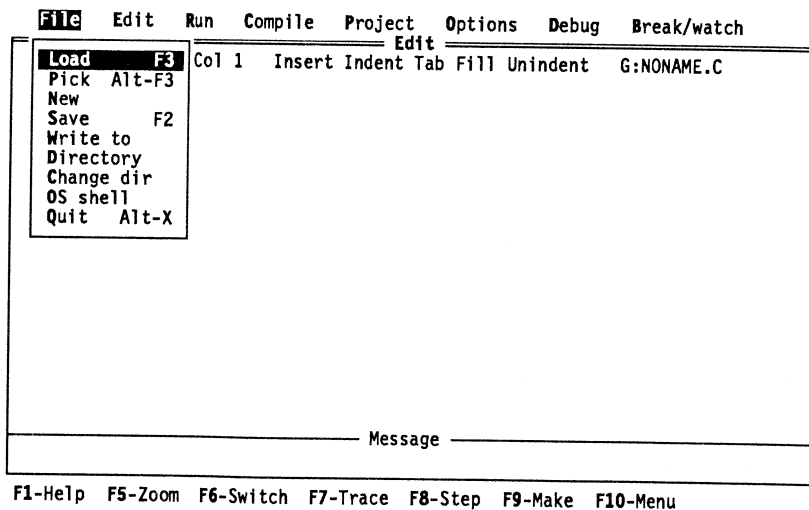 File Edit Run Compile Project Options Debug Break/watch
Edit
Load F3 Col 1 Insert Indent Tab Fill Unindent G:NONAME.C
Pick Alt-F3
New
Save F2
Write to
Directory
Change dir
OS shell
Quit Alt-X
Message
F1-Help F5-Zoom F6-Switch F7-Trace F8-Step F9-Make F10-Menu